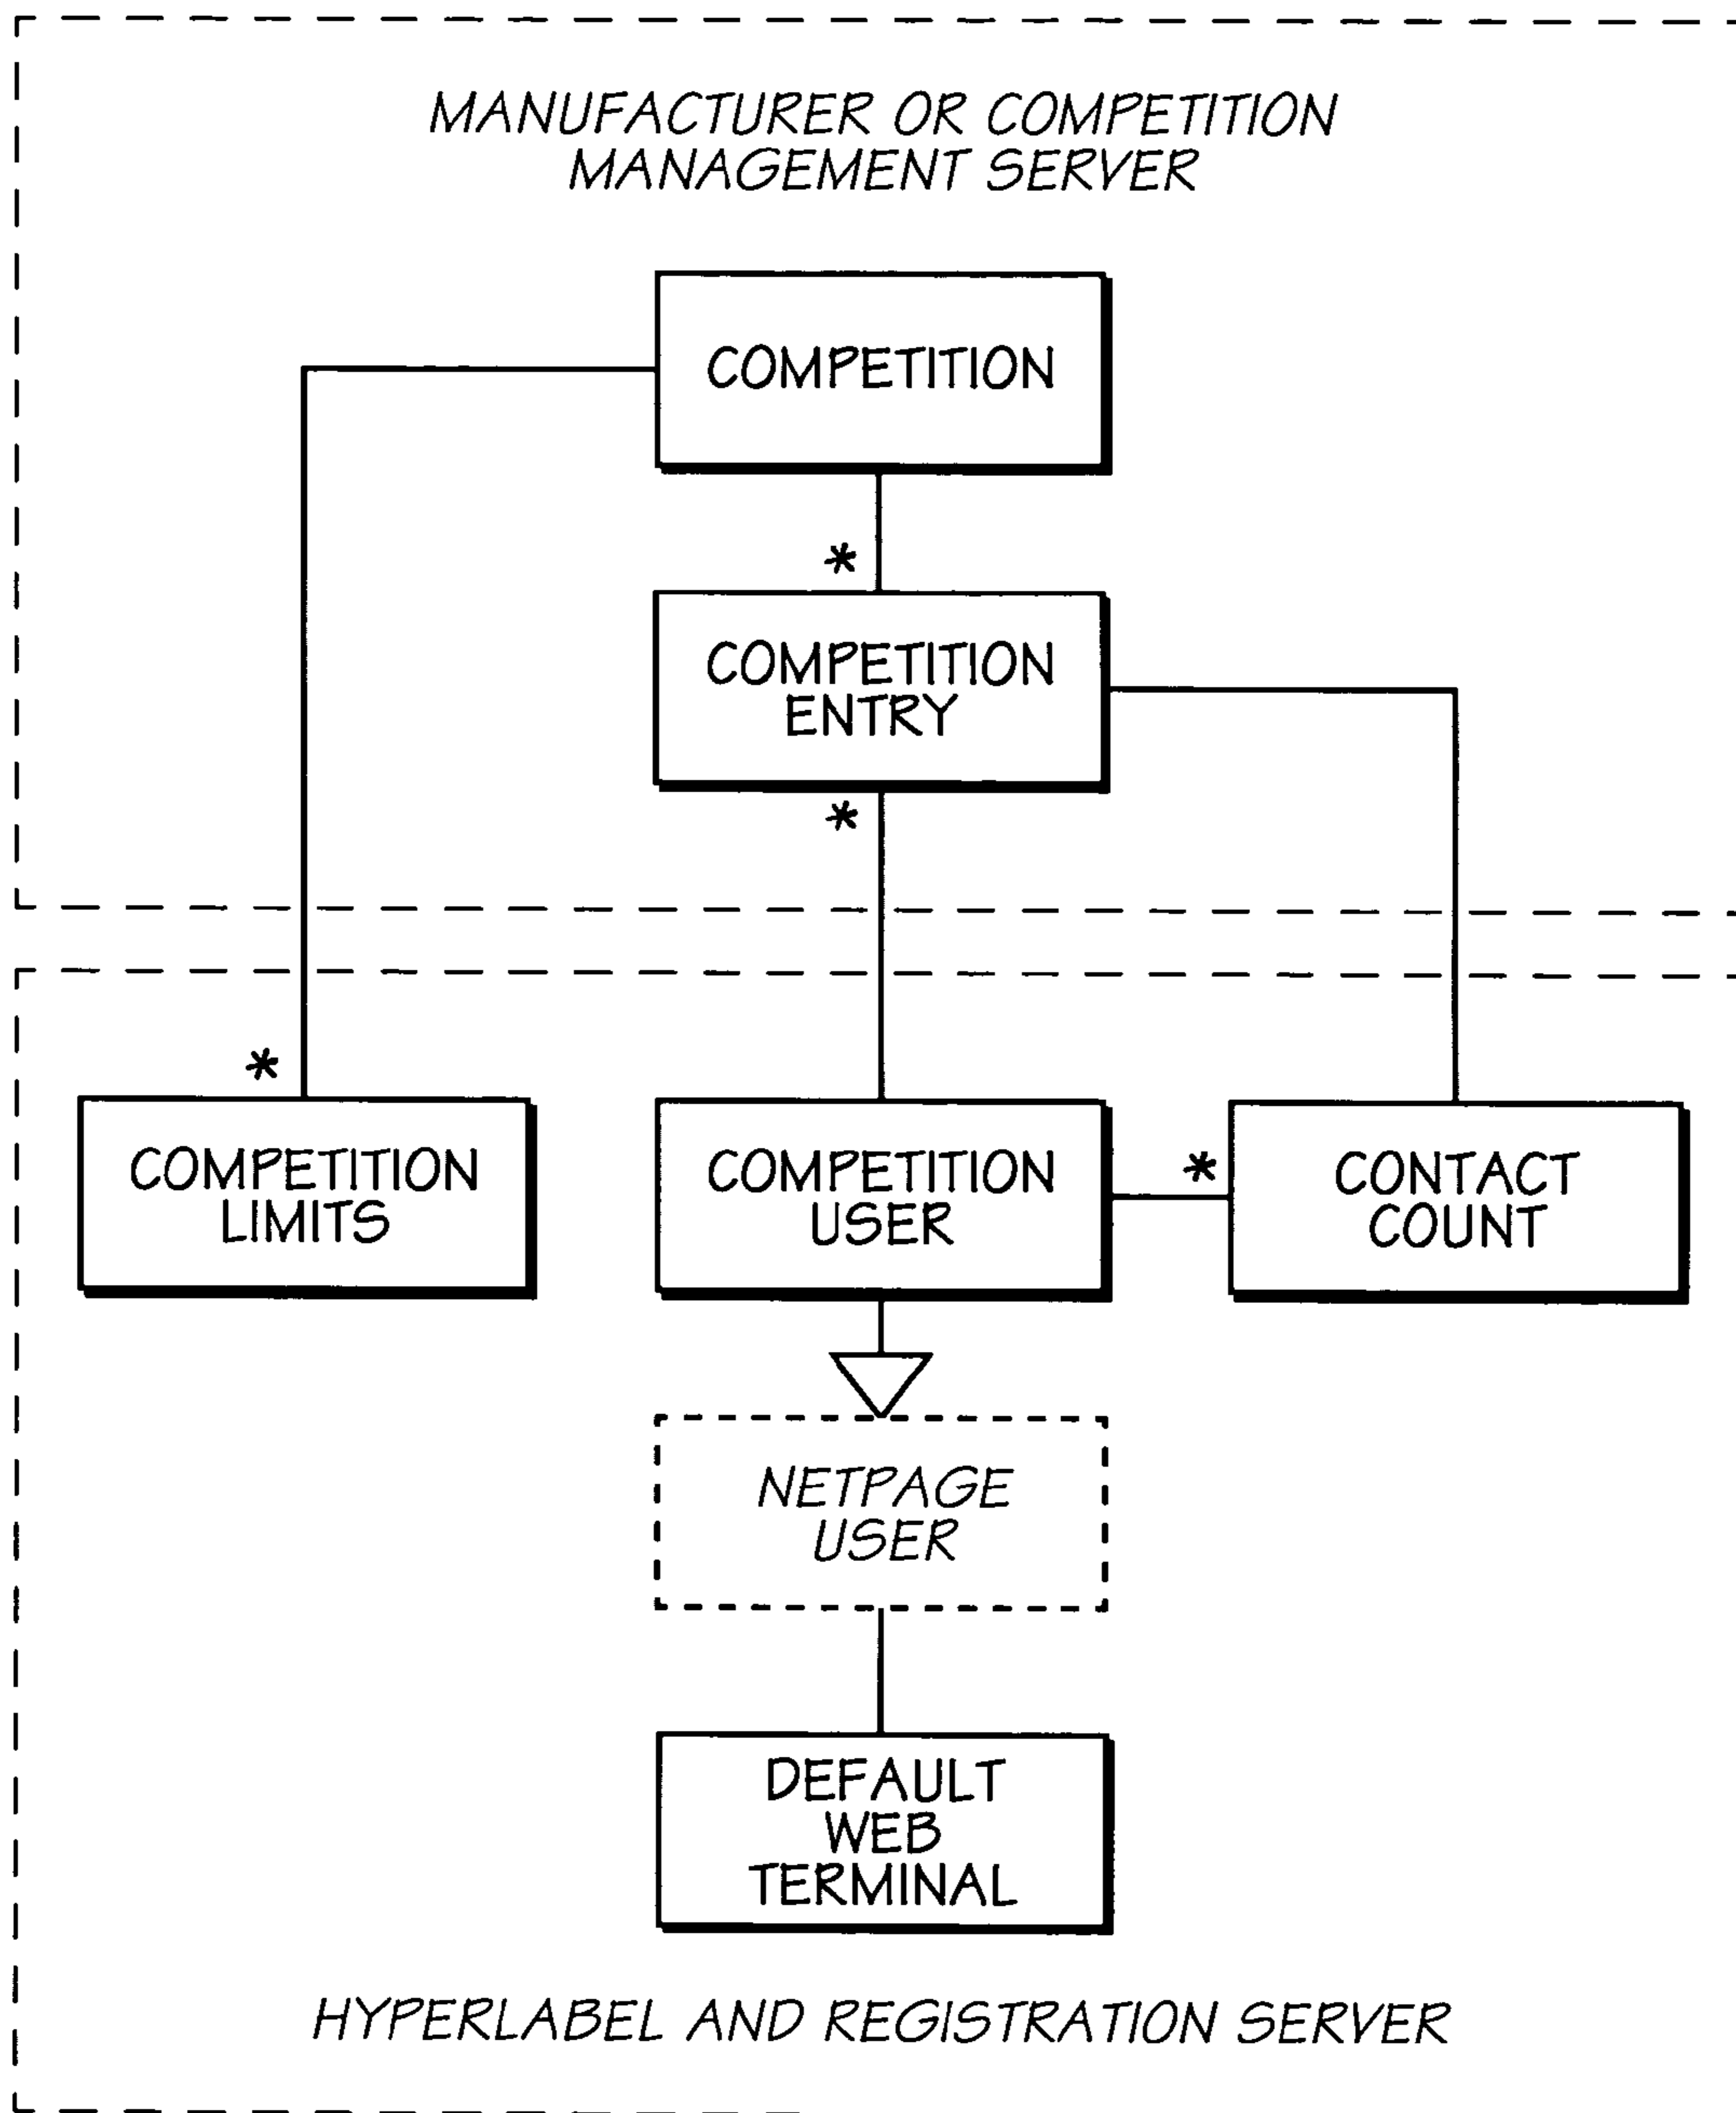 MANUFACTURER OR COMPETITION
MANAGEMENT SERVER
COMPETITION
*
COMPETITION
ENTRY
*
*
COMPETITION
LIMITS
COMPETITION
USER
*
CONTACT
COUNT
NETPAGE
USER
DEFAULT
WEB
TERMINAL
HYPERLABEL AND REGISTRATION SERVER